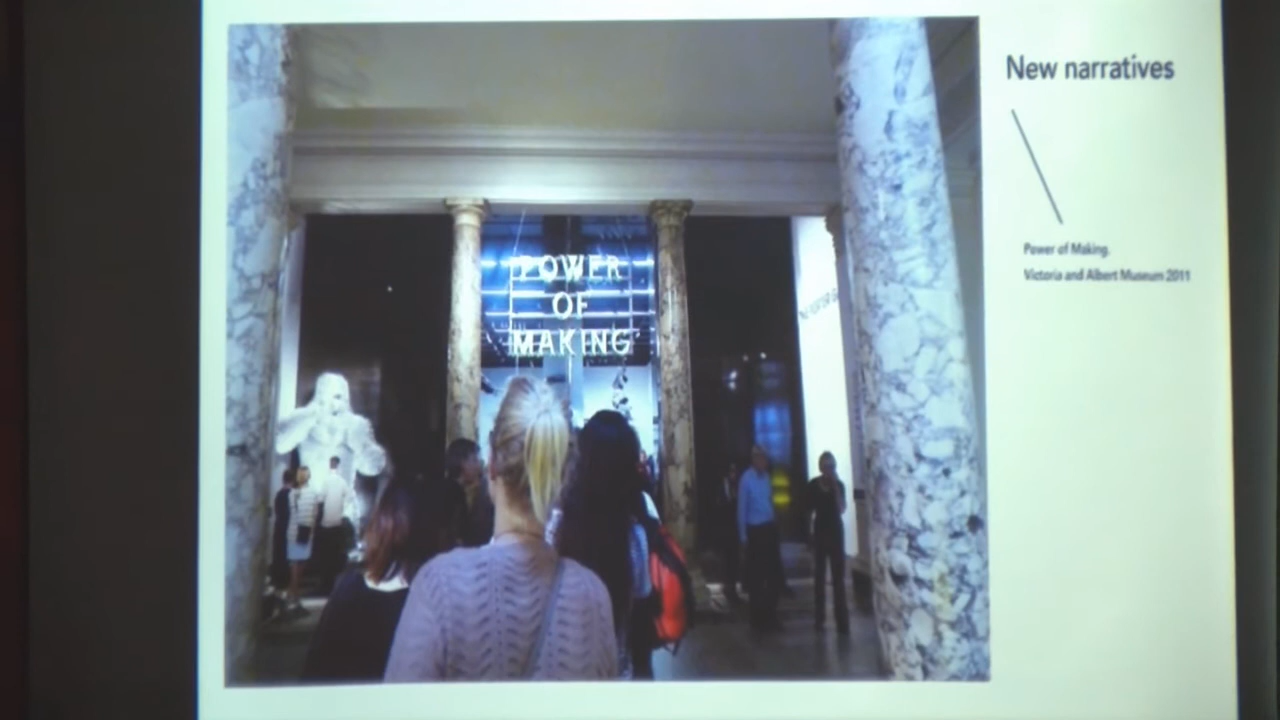 New narratives
POWER
OF
MAKING
Power of Making.
Victoria and Albert Museum 2011